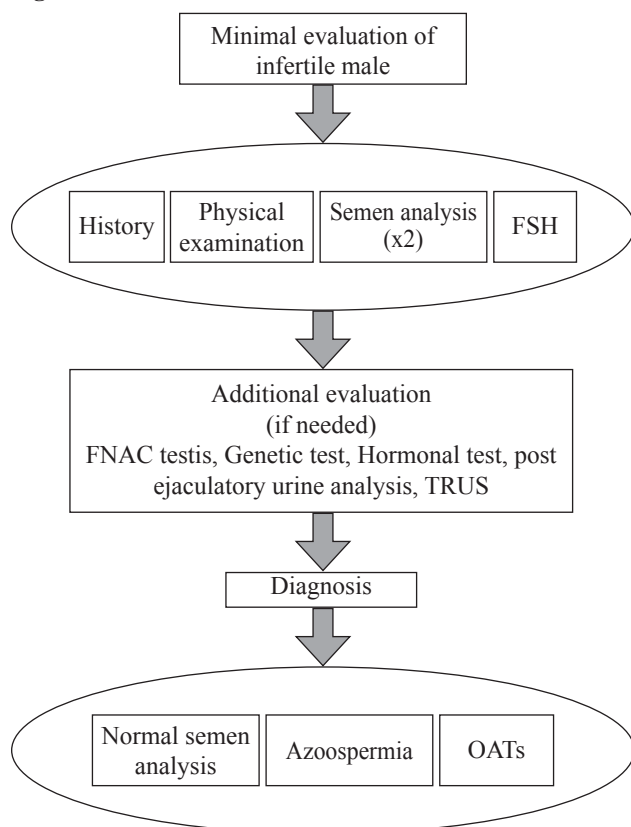 Minimal evaluation of
infertile male
History
Physical
examination
Semen analysis
(x2)
FSH
Additional evaluation
(if needed)
FNAC testis, Genetic test, Hormonal test, post
ejaculatory urine analysis, TRUS
Diagnosis
Normal semen
analysis
Azoospermia
OATs